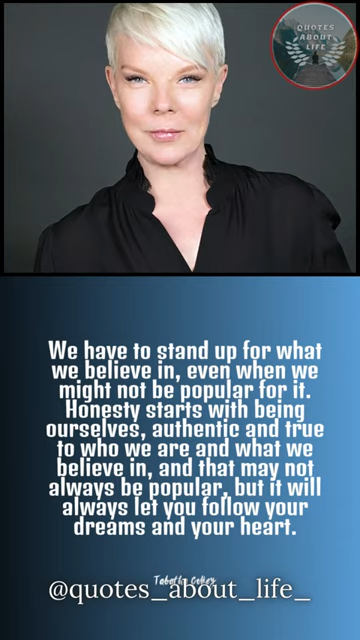 QUOTES
ABOUT
LIFE
We have to stand up for what
we believe in, even when we
might not be popular for it.
Honesty starts with being
ourselves, authentic and true
to who we are and what we
believe in, and that may not
always be popular, but it will
always let you follow your
dreams and your heart.
Tabatha Coffey
@quotes_about_life_